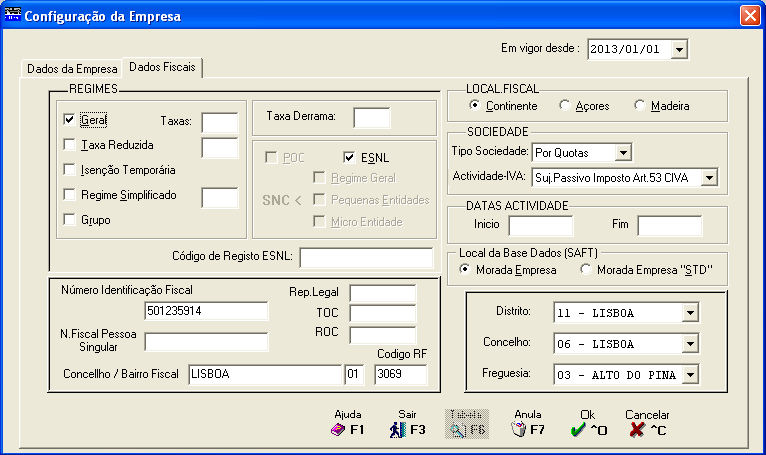 Configuração da Empresa
Em vigor desde : 2013/01/01
Dados da Empresa Dados Fiscais
REGIMES
Geral Taxas:
Taxa Reduzida
Isenção Temporária
Regime Simplificado
Grupo
Taxa Derrama:
POC ESNL
Regime Geral
SNC < Pequenas Entidades
Micro Entidade
Código de Registo ESNL:
LOCAL.FISCAL
Continente Açores Madeira
SOCIEDADE
Tipo Sociedade: Por Quotas
Actividade-IVA: Suj.Passivo Imposto Art.53 CIVA
DATAS ACTIVIDADE
Inicio Fim
Local da Base Dados (SAFT)
Morada Empresa Morada Empresa "STD"
Número Identificação Fiscal
501235914
N.Fiscal Pessoa
Singular
Rep.Legal
TOC
ROC
Codigo RF
Concellho / Bairro Fiscal LISBOA 01 3069
Distrito: 11 - LISBOA
Concelho: 06 - LISBOA
Freguesia: 03 - ALTO DO PINA
Ajuda Sair Tabela Anula Ok Cancelar
F1 F3 F6 F7 ^O ^C